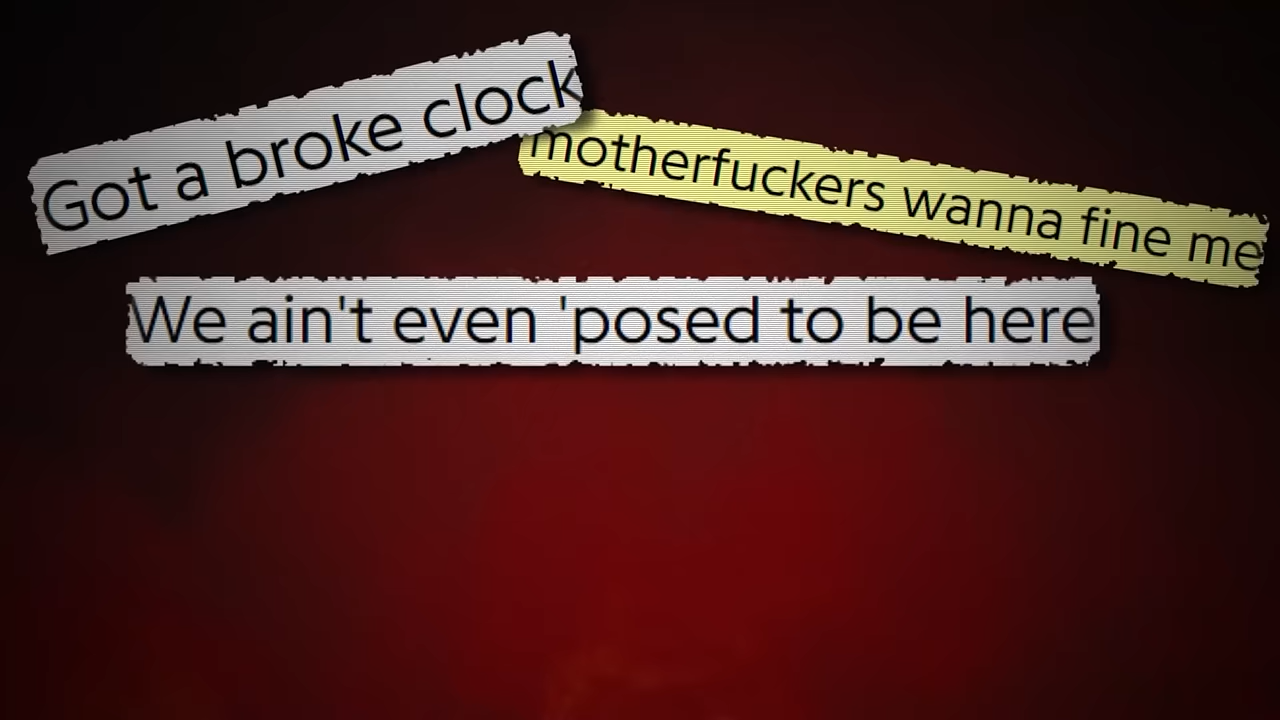 Got a broke clock
motherfuckers wanna fine me
We ain't even 'posed to be here